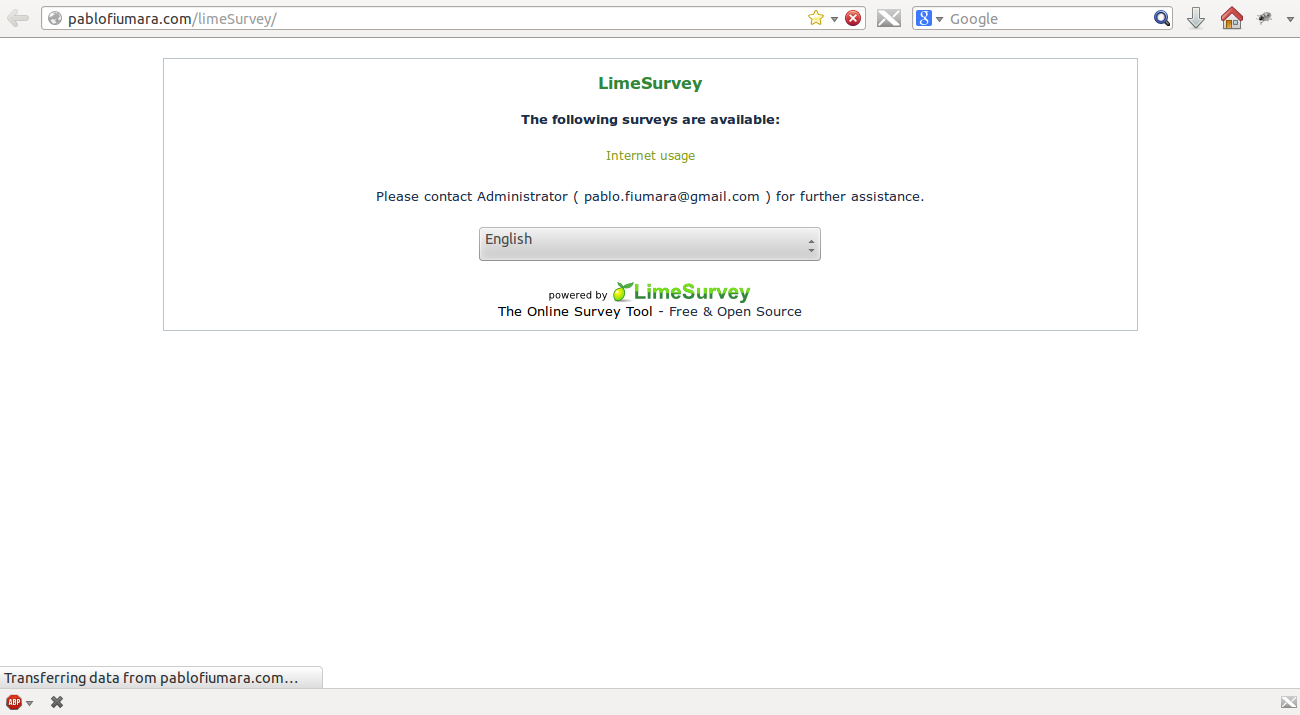 pablofiumara.com/limeSurvey/
8 Google
LimeSurvey
The following surveys are available:
Internet usage
Please contact Administrator ( pablo.fiumara@gmail.com ) for further assistance.
English
powered by LimeSurvey
The Online Survey Tool - Free & Open Source
Transferring data from pablofiumara.com...
ABP